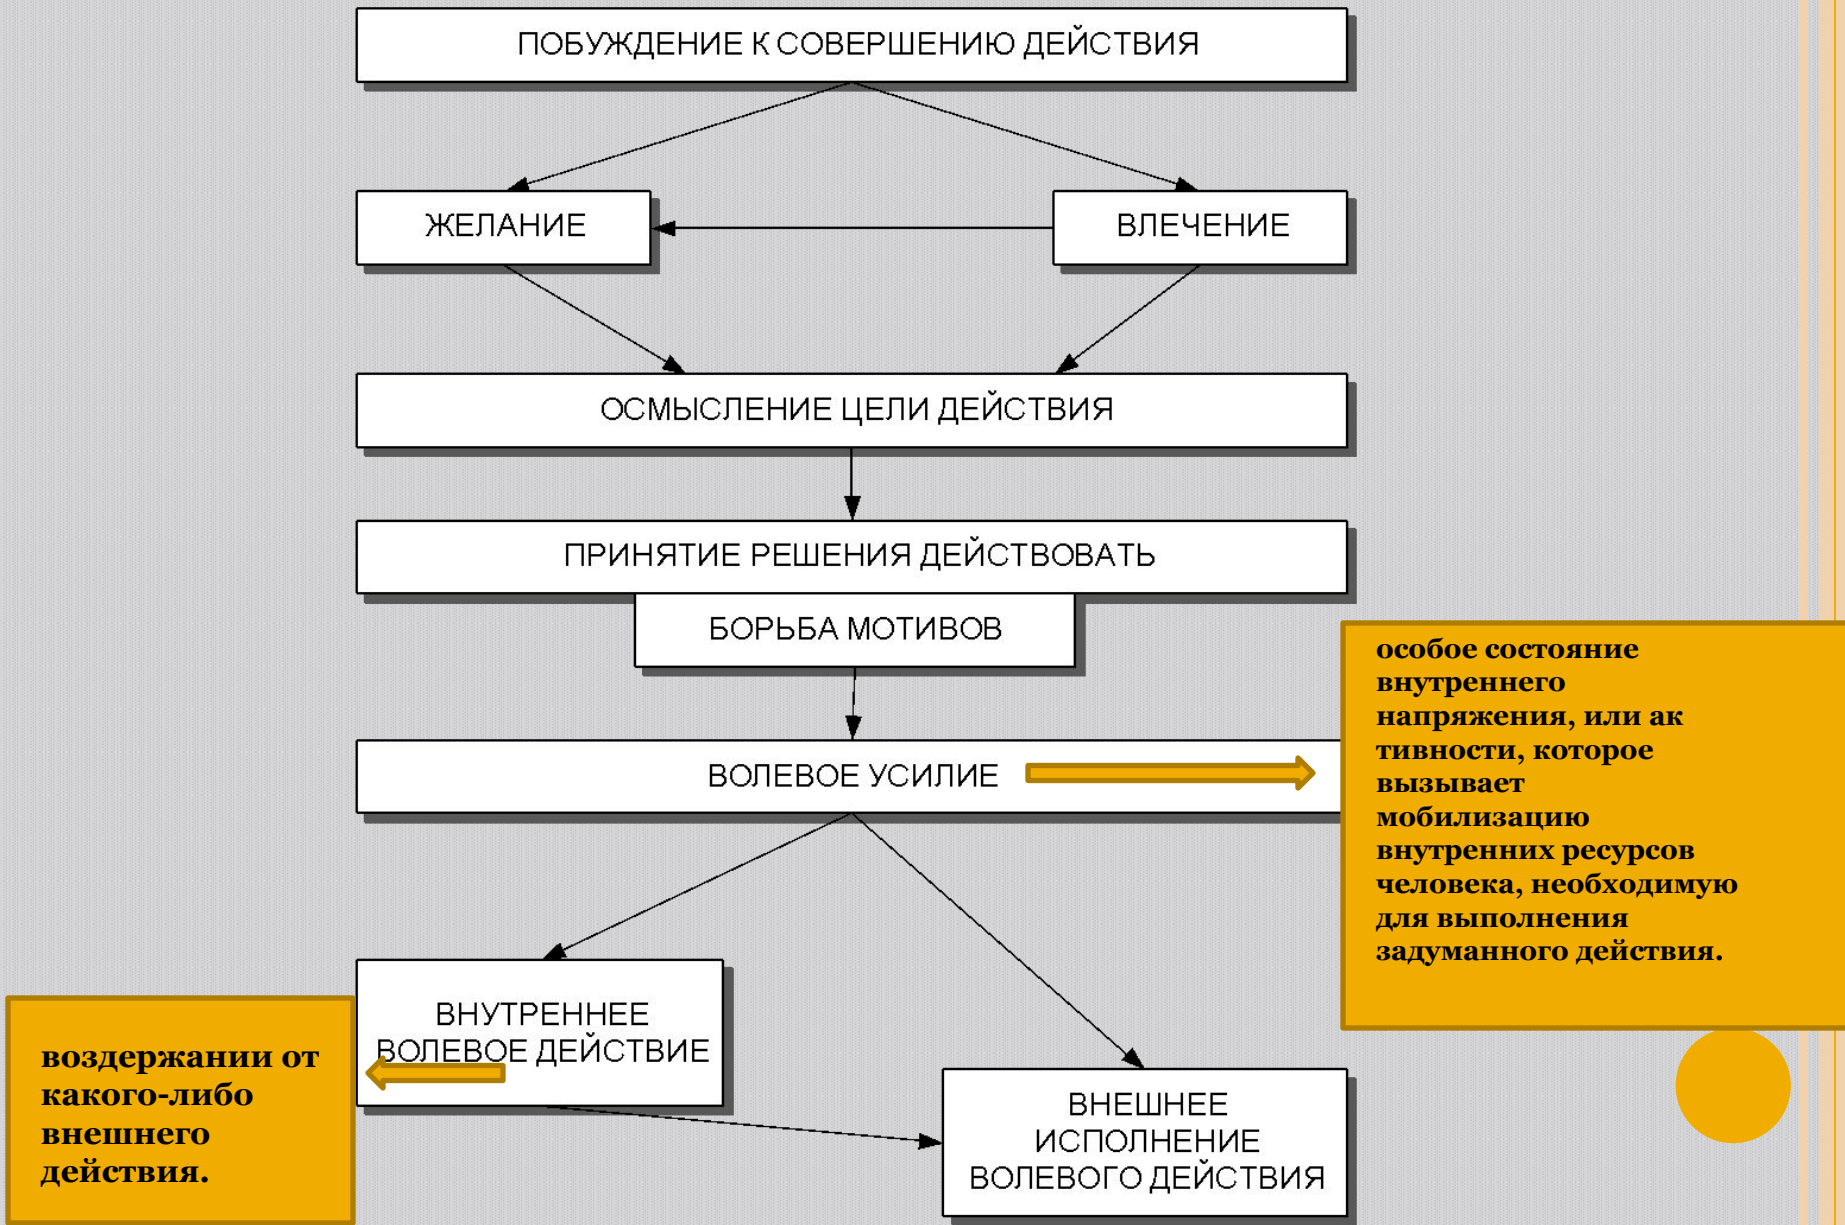 ПОБУЖДЕНИЕ К СОВЕРШЕНИЮ ДЕЙСТВИЯ
ЖЕЛАНИЕ
ВЛЕЧЕНИЕ
ОСМЫСЛЕНИЕ ЦЕЛИ ДЕЙСТВИЯ
ПРИНЯТИЕ РЕШЕНИЯ ДЕЙСТВОВАТЬ
БОРЬБА МОТИВОВ
ВОЛЕВОЕ УСИЛИЕ
особое состояние
внутреннего
напряжения, или ак
тивности, которое
вызывает
мобилизацию
внутренних ресурсов
человека, необходимую
для выполнения
задуманного действия.
ВНУТРЕННЕЕ
ВОЛЕВОЕ ДЕЙСТВИЕ
воздержании от
какого-либо
внешнего
действия.
ВНЕШНЕЕ
ИСПОЛНЕНИЕ
ВОЛЕВОГО ДЕЙСТВИЯ